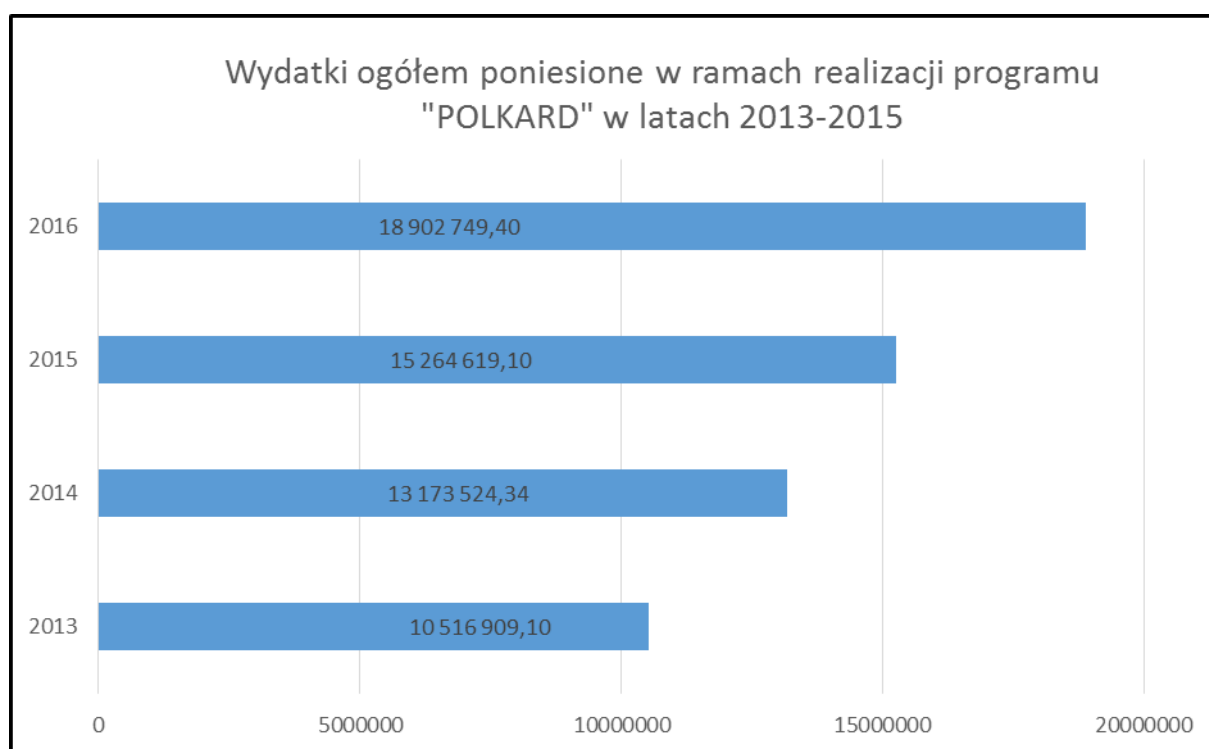 Wydatki ogółem poniesione w ramach realizacji programu
"POLKARD" w latach 2013-2015
2016
18 902 749,40
2015
15 264 619,10
2014
13 173 524,34
2013
10 516 909,10
0 5000000 10000000 15000000 20000000